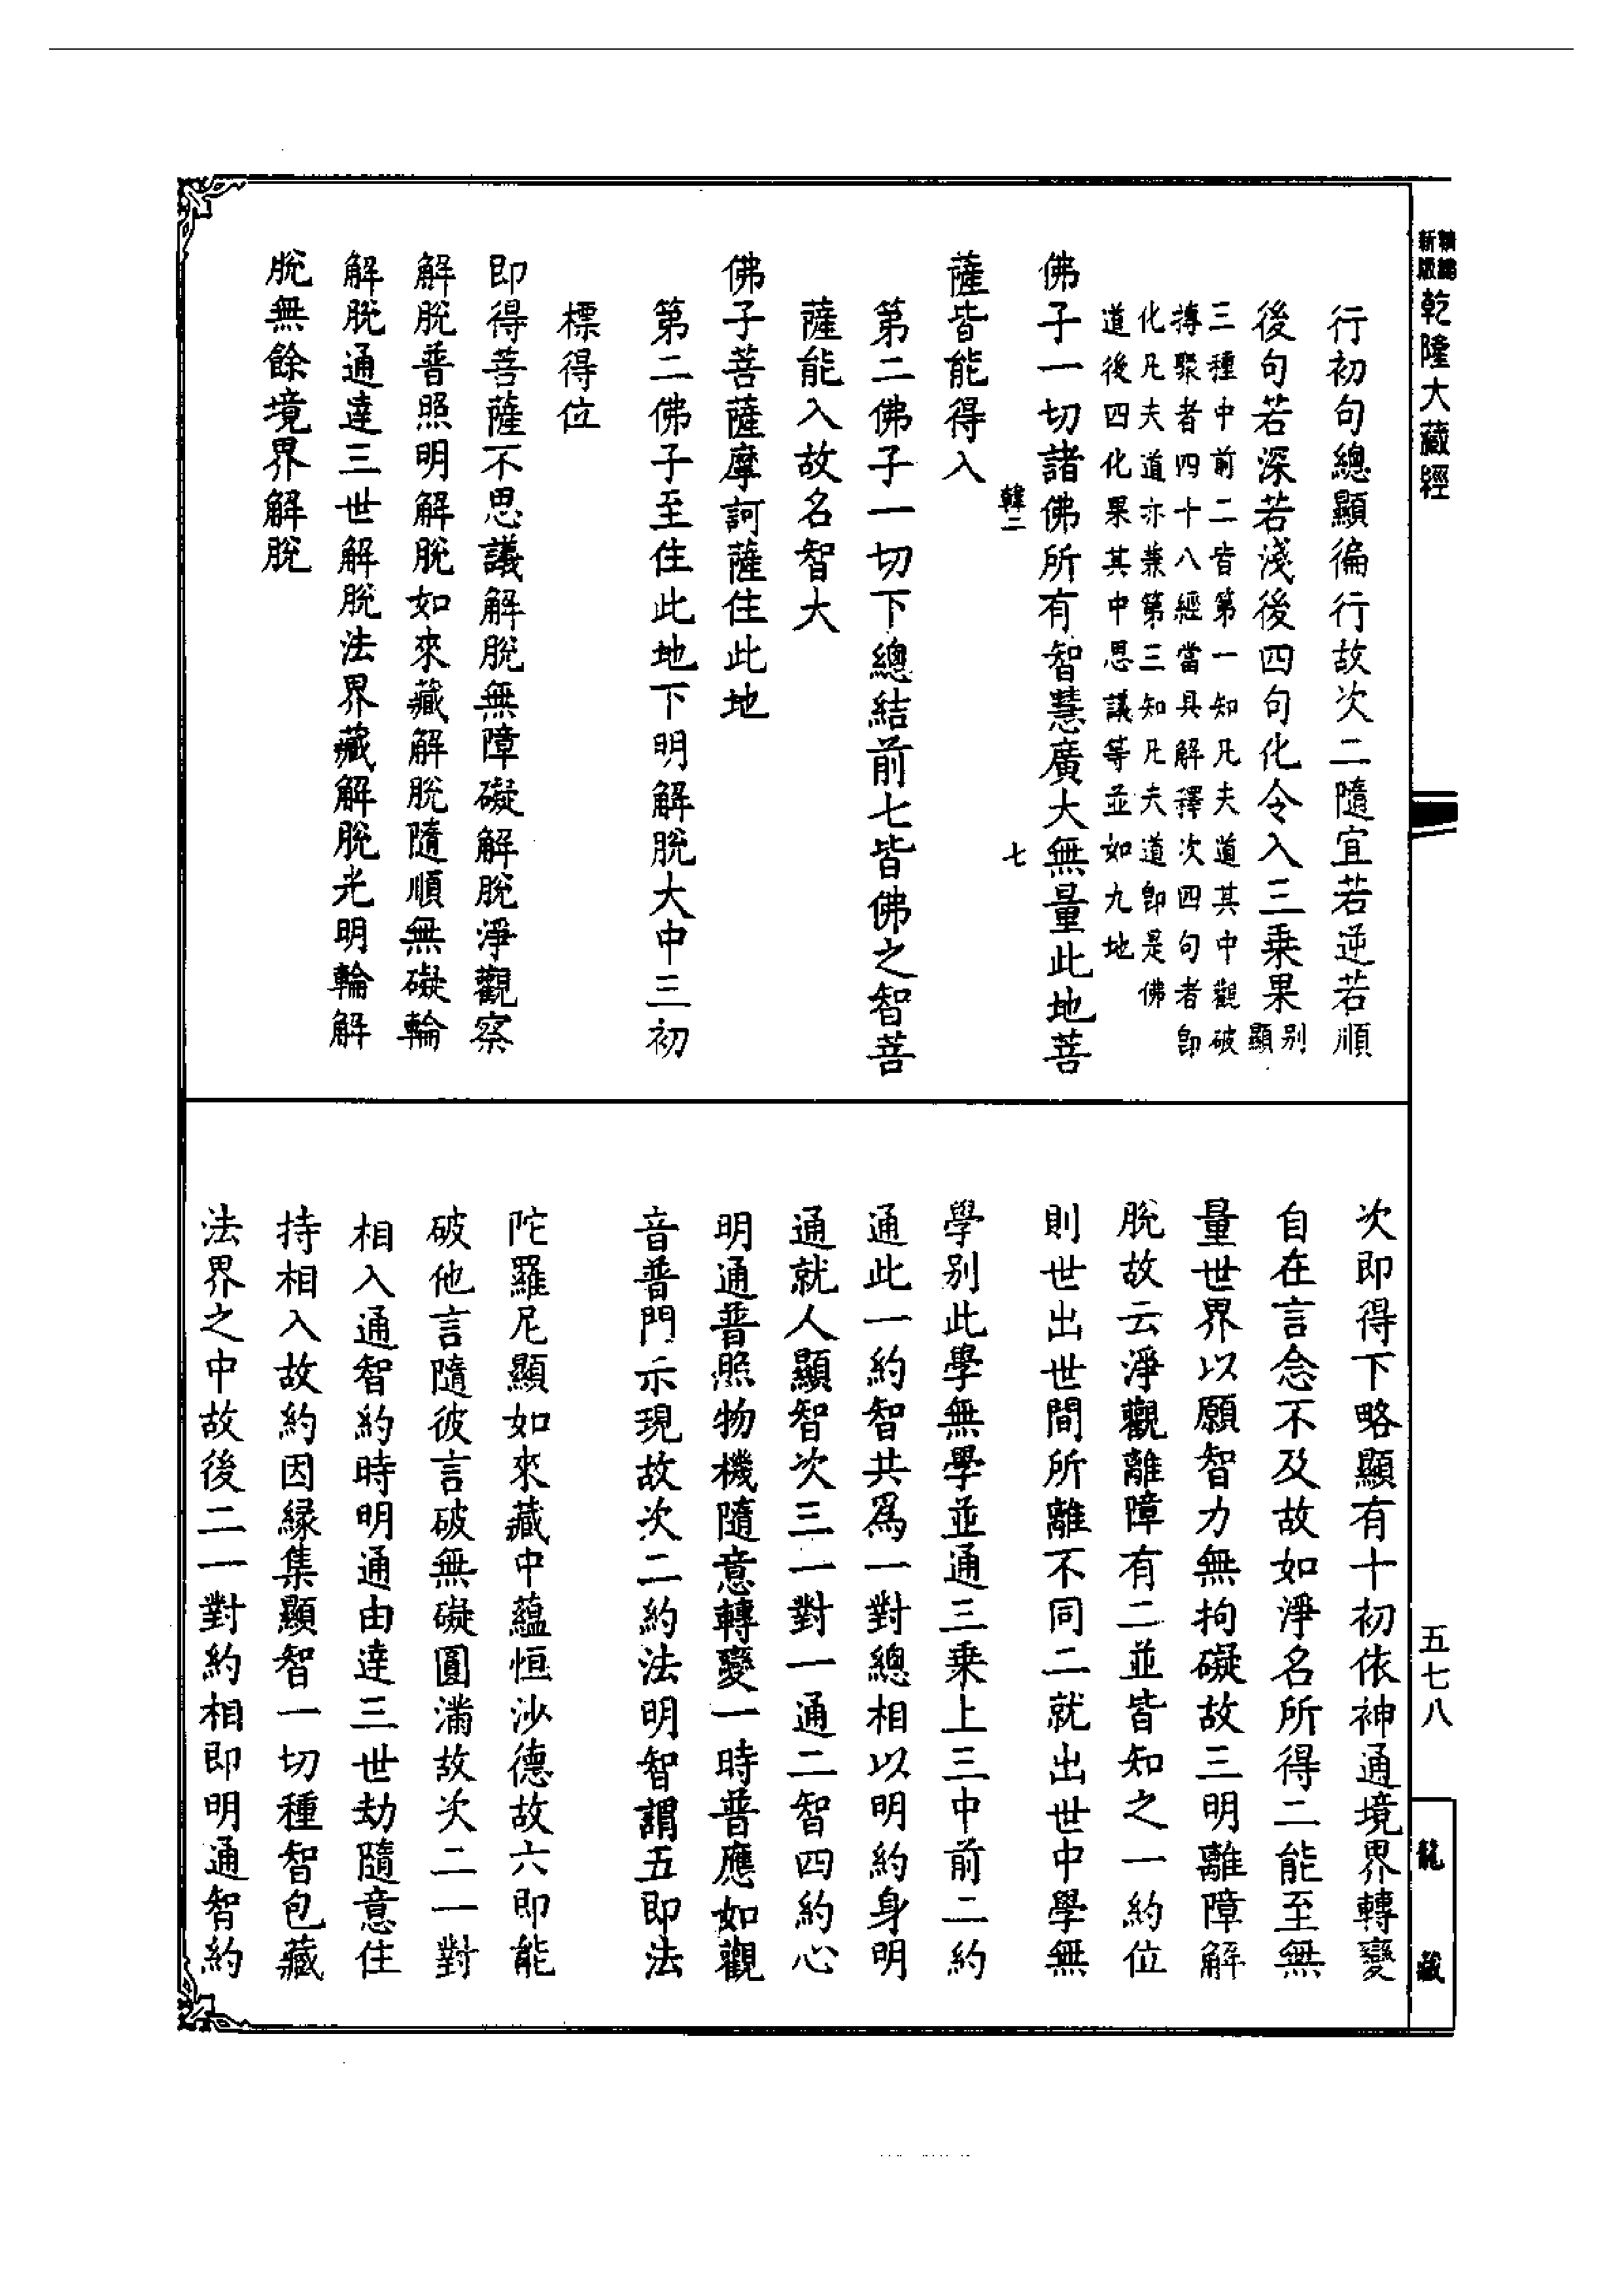 新編
新版
乾隆大藏經
行初句總顯徧行故次二隨宜若逆若順
後句若深若淺後四句化令入三乘果別
顯
三種中前二皆第一知凡夫道其中觀破
摶聚者四十八經當具解釋次四句者即
化凡夫道亦兼第三知凡夫道即是佛
道後四化果其中思議等並如九地
佛子一切諸佛所有智慧廣大無量此地菩
韓二
七
薩皆能得入
第二佛子一切下總結前七皆佛之智菩
薩能入故名智大
佛子菩薩摩訶薩住此地
第二佛子至住此地下明解脫大中三初
標得位
即得菩薩不思議解脫無障礙解脫淨觀察
解脫普照明解脫如來藏解脫隨順無礙輪
解脫通達三世解脫法界藏解脫光明輪解
脫無餘境界解脫
次即得下略顯有十初依神通境界轉變
自在言念不及故如淨名所得二能至無
量世界以願智力無拘礙故三明離障解
脫故云淨觀離障有二並皆知之一約位
則世出世間所離不同二就出世中學無
學別此學無學並通三乘上三中前二約
通此一約智共為一對總相以明約身明
通就人顯智次三一對一通二智四約心
明通普照物機隨意轉變一時普應如觀
音普門示現故次二約法明智謂五即法
陀羅尼顯如來藏中蘊恒沙德故六即能
破他言隨彼言破無礙圓滿故次二一對
相入通智約時明通由達三世劫隨意住
持相入故約因緣集顯智一切種智包藏
法界之中故後二一對約相即明通智約
五七八
龍藏